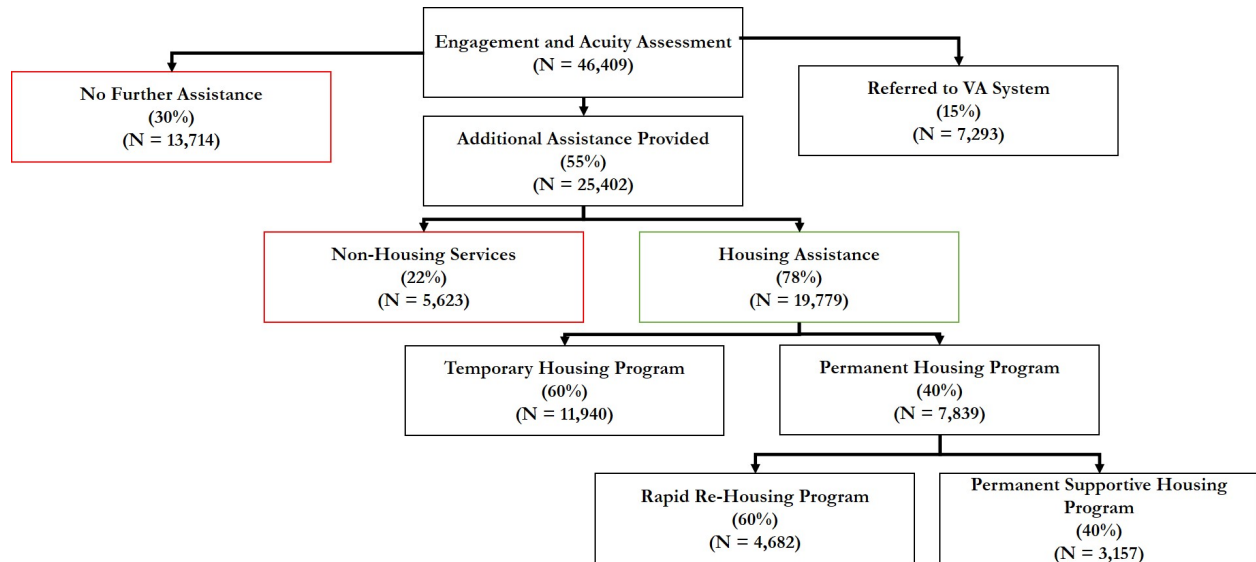 Engagement and Acuity Assessment
(N = 46,409)
No Further Assistance
(30%)
(N = 13,714)
Referred to VA System
(15%)
(N = 7,293)
Additional Assistance Provided
(55%)
(N = 25,402)
Non-Housing Services
(22%)
(N = 5,623)
Housing Assistance
(78%)
(N = 19,779)
Temporary Housing Program
(60%)
(N = 11,940)
Permanent Housing Program
(40%)
(N = 7,839)
Rapid Re-Housing Program
(60%)
(N = 4,682)
Permanent Supportive Housing
Program
(40%)
(N = 3,157)